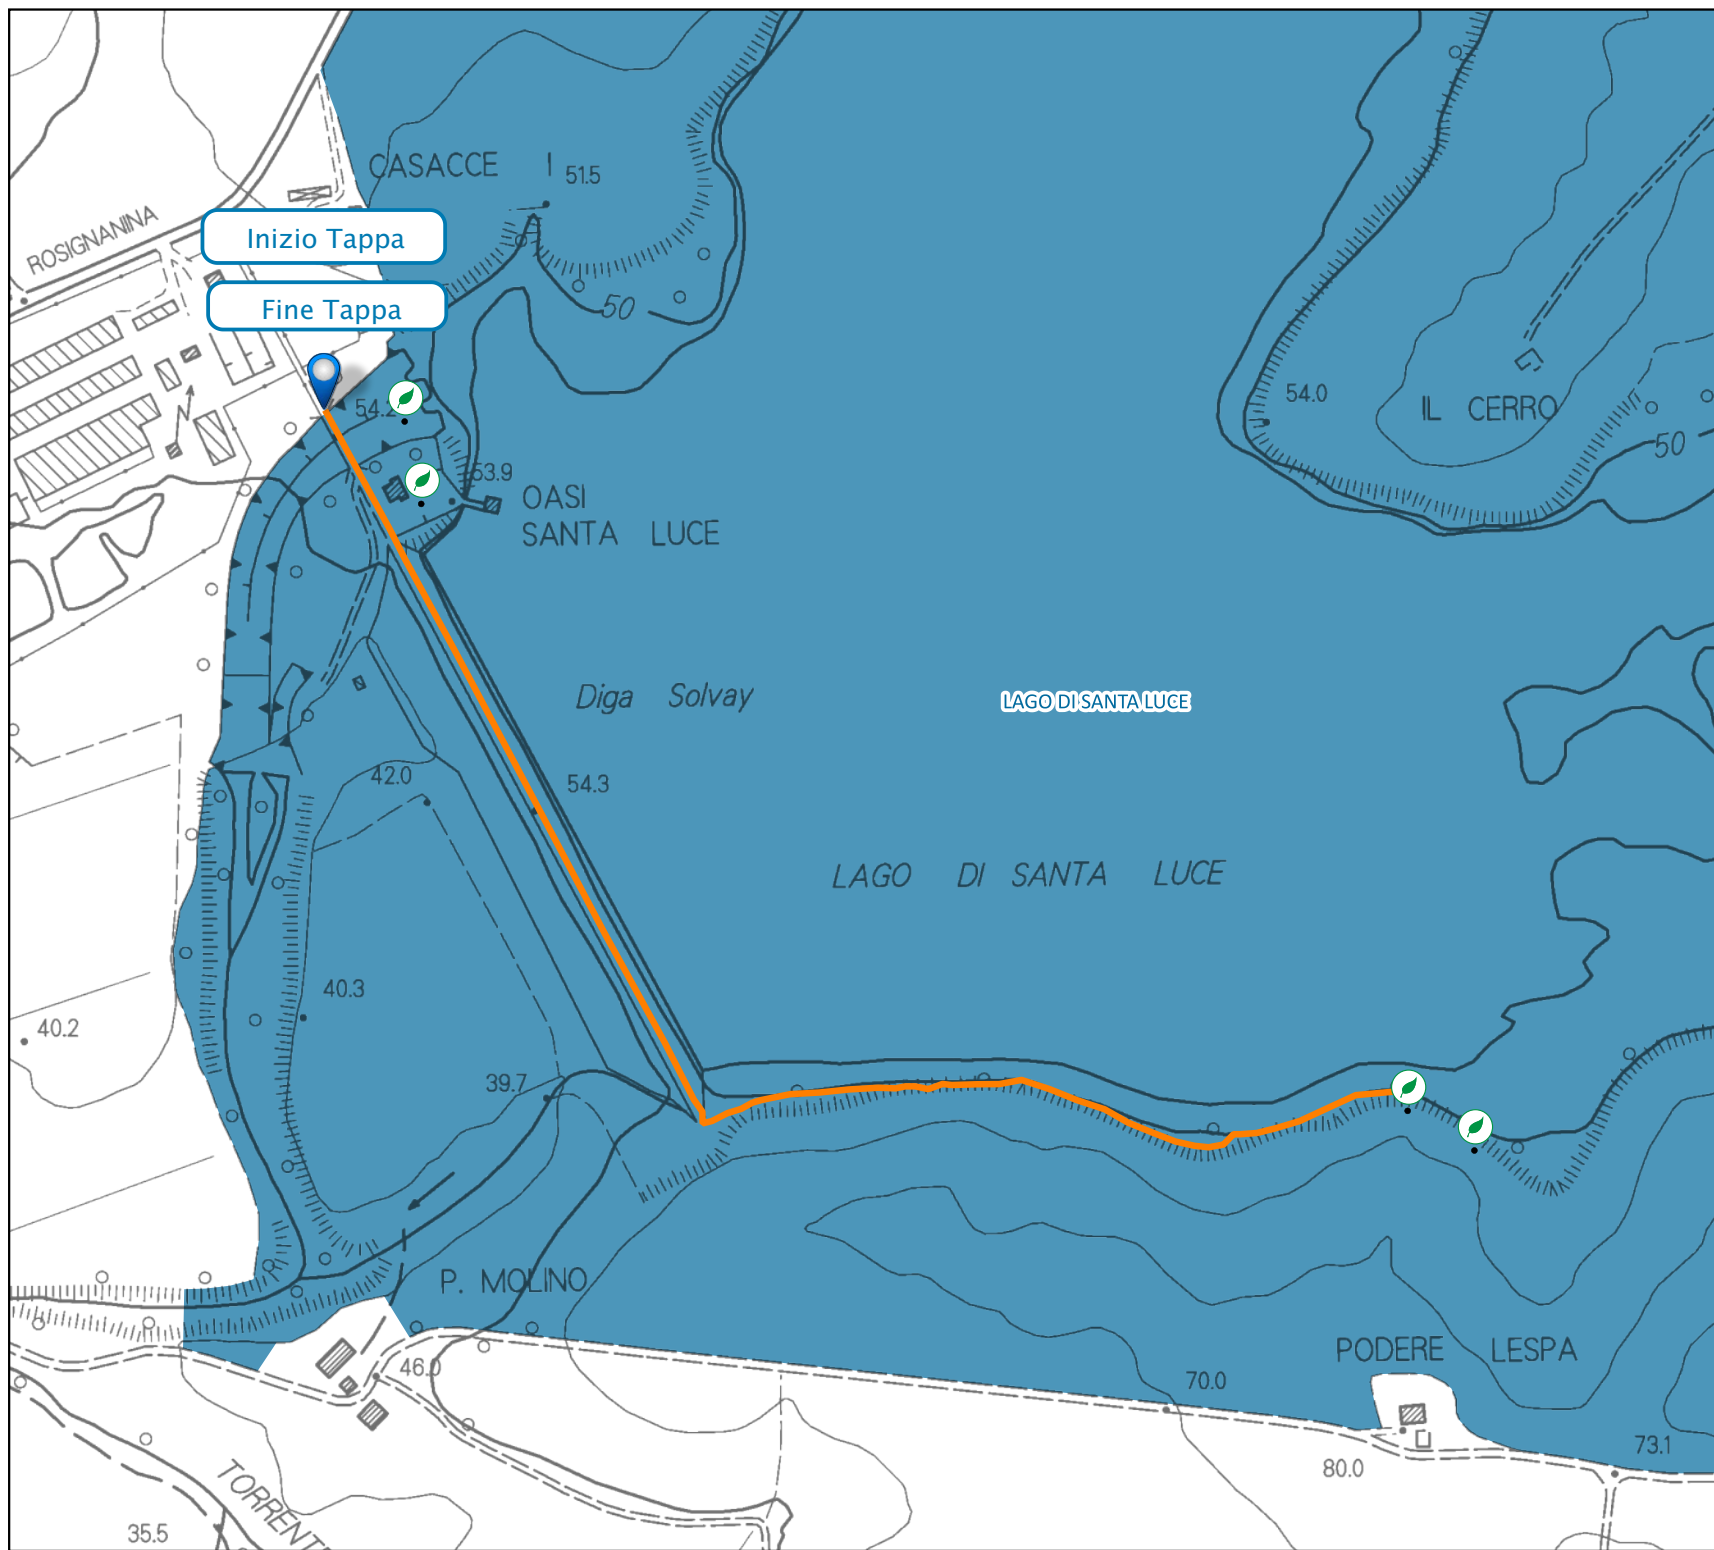 CASACCE I
51.5
ROSIGNANINA
Inizio Tappa
Fine Tappa
50
54.2
54.0
IL CERRO
50
53.9
OASI
SANTA LUCE
Diga Solvay
LAGO DI SANTA LUCE
42.0
54.3
LAGO DI SANTA LUCE
40.3
40.2
39.7
P. MOLINO
46.0
70.0
PODERE LESPA
80.0
73.1
35.5